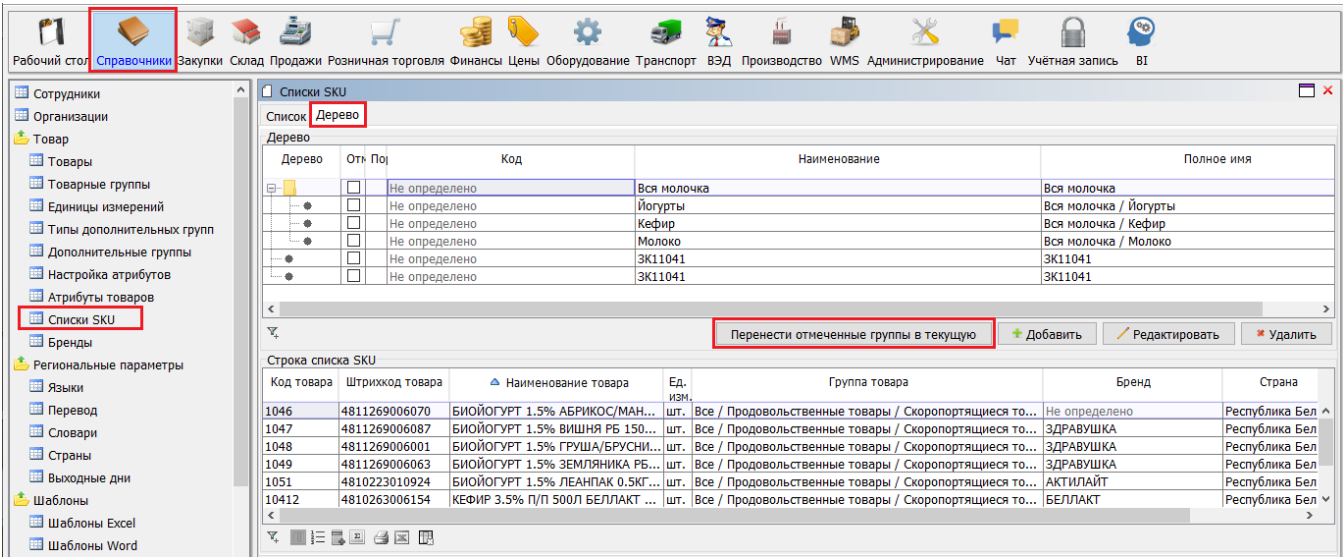 Рабочий стол Справочники Закупки Склад Продажи Розничная торговля Финансы Цены Оборудование Транспорт ВЭД Производство WMS Администрирование Чат Учётная запись BI
Сотрудники
Организации
Товар
Товары
Товарные группы
Единицы измерений
Типы дополнительных групп
Дополнительные группы
Настройка атрибутов
Атрибуты товаров
Списки SKU
Бренды
Региональные параметры
Языки
Перевод
Словари
Страны
Выходные дни
Шаблоны
Шаблоны Excel
Шаблоны Word
Списки SKU
Список Дерево
Дерево
Дерево Отм Пор Код Наименование Полное имя
Не определено Вся молочка Вся молочка
Не определено Йогурты Вся молочка / Йогурты
Не определено Кефир Вся молочка / Кефир
Не определено Молоко Вся молочка / Молоко
Не определено ЗК11041 ЗК11041
Не определено ЗК11041 ЗК11041
Перенести отмеченные группы в текущую Добавить Редактировать Удалить
Строка списка SKU
Код товара Штрихкод товара Наименование товара Ед. изм. Группа товара Бренд Страна
1046 4811269006070 БИОЙОГУРТ 1.5% АБРИКОС/МАН... шт. Все / Продовольственные товары / Скоропортящиеся то... Не определено Республика Бел
1047 4811269006087 БИОЙОГУРТ 1.5% ВИШНЯ РБ 150... шт. Все / Продовольственные товары / Скоропортящиеся то... ЗДРАВУШКА Республика Бел
1048 4811269006001 БИОЙОГУРТ 1.5% ГРУША/БРУСНИ... шт. Все / Продовольственные товары / Скоропортящиеся то... ЗДРАВУШКА Республика Бел
1049 4811269006063 БИОЙОГУРТ 1.5% ЗЕМЛЯНИКА РБ... шт. Все / Продовольственные товары / Скоропортящиеся то... ЗДРАВУШКА Республика Бел
1051 4810223010924 БИОЙОГУРТ 1.5% ЛЕАНПАК 0.5КГ... шт. Все / Продовольственные товары / Скоропортящиеся то... АКТИЛАЙТ Республика Бел
10412 4810263006154 КЕФИР 3.5% П/П 500Л БЕЛЛАКТ ... шт. Все / Продовольственные товары / Скоропортящиеся то... БЕЛЛАКТ Республика Бел